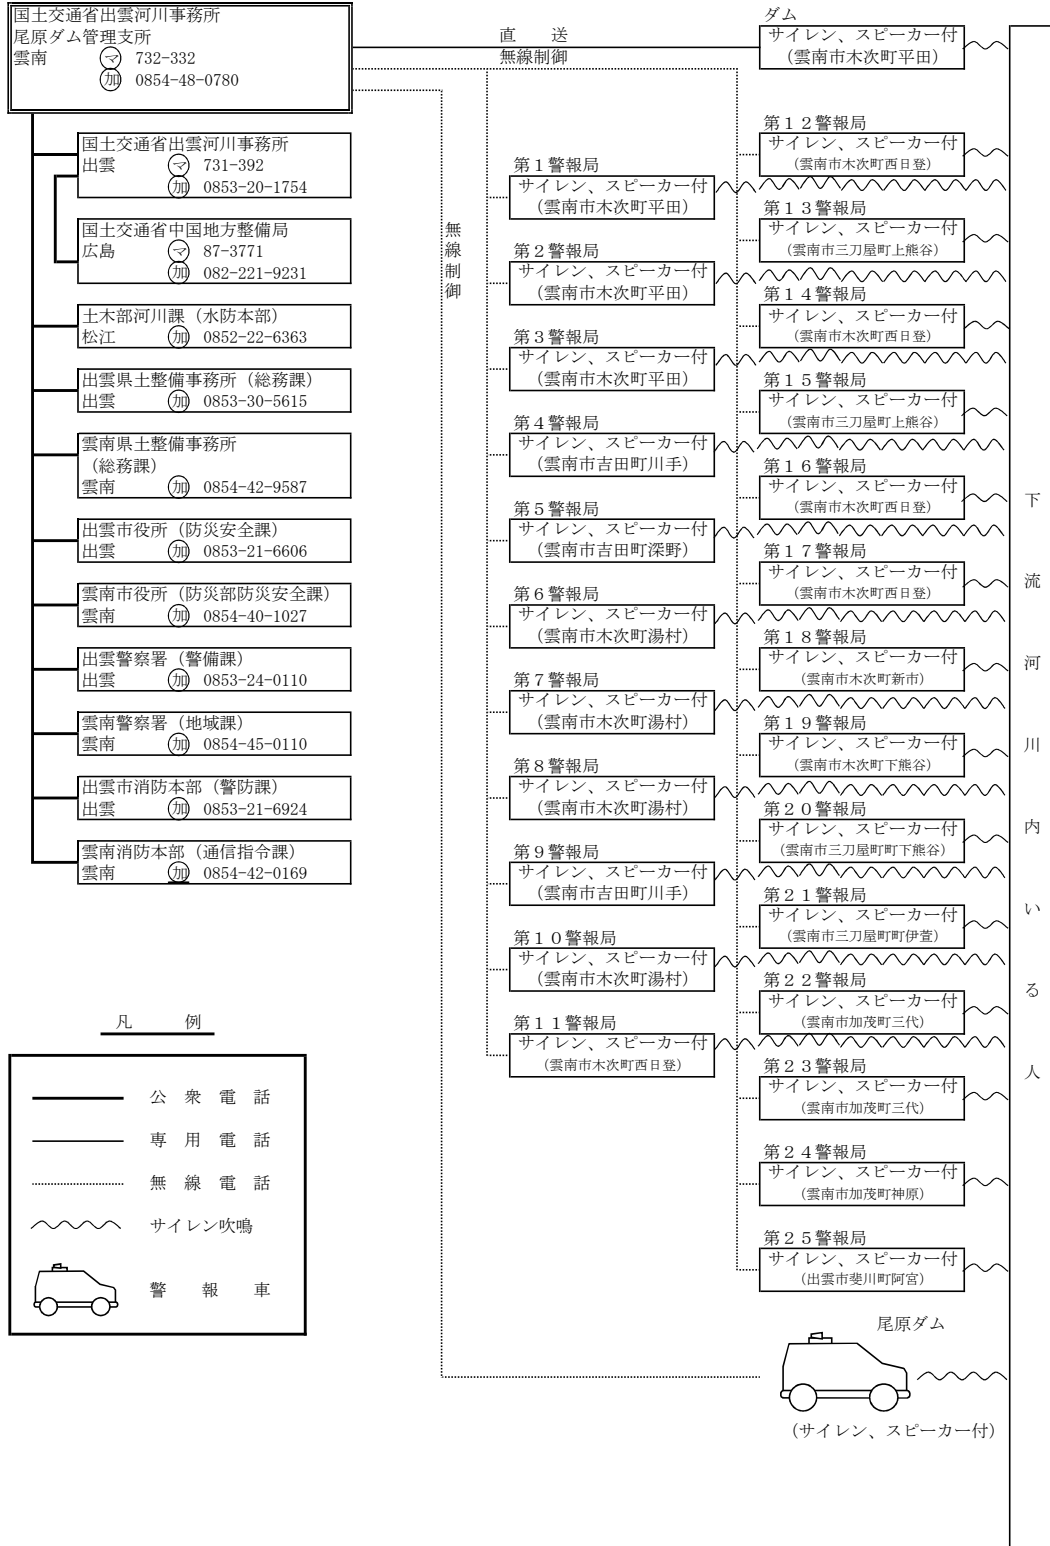 国土交通省出雲河川事務所
尾原ダム管理支所
雲南 マ 732-332
加 0854-48-0780
国土交通省出雲河川事務所
出雲 マ 731-392
加 0853-20-1754
国土交通省中国地方整備局
広島 マ 87-3771
加 082-221-9231
土木部河川課（水防本部）
松江 加 0852-22-6363
出雲県土整備事務所（総務課）
出雲 加 0853-30-5615
雲南県土整備事務所
（総務課）
雲南 加 0854-42-9587
出雲市役所（防災安全課）
出雲 加 0853-21-6606
雲南市役所（防災部防災安全課）
雲南 加 0854-40-1027
出雲警察署（警備課）
出雲 加 0853-24-0110
雲南警察署（地域課）
雲南 加 0854-45-0110
出雲市消防本部（警防課）
出雲 加 0853-21-6924
雲南消防本部（通信指令課）
雲南 加 0854-42-0169
凡 例
公衆電話
専用電話
無線電話
サイレン吹鳴
警報車
直 送
無線制御
無線制御
第１警報局
サイレン、スピーカー付
（雲南市木次町平田）
第２警報局
サイレン、スピーカー付
（雲南市木次町平田）
第３警報局
サイレン、スピーカー付
（雲南市木次町平田）
第４警報局
サイレン、スピーカー付
（雲南市吉田町川手）
第５警報局
サイレン、スピーカー付
（雲南市吉田町深野）
第６警報局
サイレン、スピーカー付
（雲南市木次町湯村）
第７警報局
サイレン、スピーカー付
（雲南市木次町湯村）
第８警報局
サイレン、スピーカー付
（雲南市木次町湯村）
第９警報局
サイレン、スピーカー付
（雲南市吉田町川手）
第１０警報局
サイレン、スピーカー付
（雲南市木次町湯村）
第１１警報局
サイレン、スピーカー付
（雲南市木次町西日登）
ダム
サイレン、スピーカー付
（雲南市木次町平田）
第１２警報局
サイレン、スピーカー付
（雲南市木次町西日登）
第１３警報局
サイレン、スピーカー付
（雲南市三刀屋町上熊谷）
第１４警報局
サイレン、スピーカー付
（雲南市木次町西日登）
第１５警報局
サイレン、スピーカー付
（雲南市三刀屋町上熊谷）
第１６警報局
サイレン、スピーカー付
（雲南市木次町西日登）
第１７警報局
サイレン、スピーカー付
（雲南市木次町西日登）
第１８警報局
サイレン、スピーカー付
（雲南市木次町新市）
第１９警報局
サイレン、スピーカー付
（雲南市木次町下熊谷）
第２０警報局
サイレン、スピーカー付
（雲南市三刀屋町町下熊谷）
第２１警報局
サイレン、スピーカー付
（雲南市三刀屋町町伊萱）
第２２警報局
サイレン、スピーカー付
（雲南市加茂町三代）
第２３警報局
サイレン、スピーカー付
（雲南市加茂町三代）
第２４警報局
サイレン、スピーカー付
（雲南市加茂町神原）
第２５警報局
サイレン、スピーカー付
（出雲市斐川町阿宮）
尾原ダム
（サイレン、スピーカー付）
下流河川内いる人